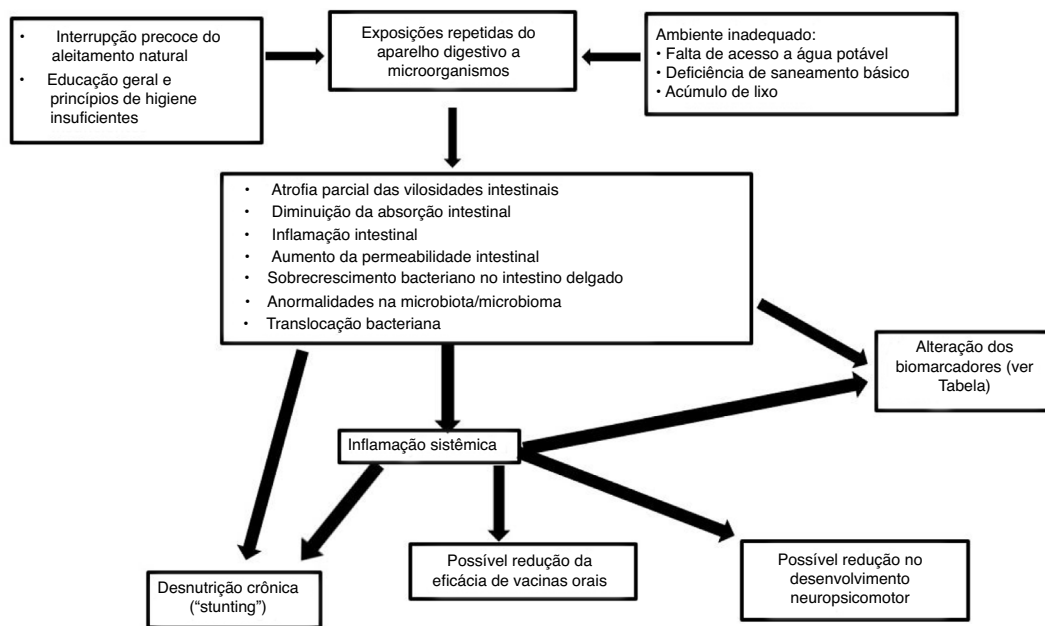 • Interrupção precoce do
aleitamento natural
• Educação geral e
princípios de higiene
insuficientes
Exposições repetidas do
aparelho digestivo a
microorganismos
Ambiente inadequado:
• Falta de acesso a água potável
• Deficiência de saneamento básico
• Acúmulo de lixo
• Atrofia parcial das vilosidades intestinais
• Diminuição da absorção intestinal
• Inflamação intestinal
• Aumento da permeabilidade intestinal
• Sobrecrescimento bacteriano no intestino delgado
• Anormalidades na microbiota/microbioma
• Translocação bacteriana
Alteração dos
biomarcadores (ver
Tabela)
Inflamação sistêmica
Desnutrição crônica
(“stunting”)
Possível redução da
eficácia de vacinas orais
Possível redução no
desenvolvimento
neuropsicomotor